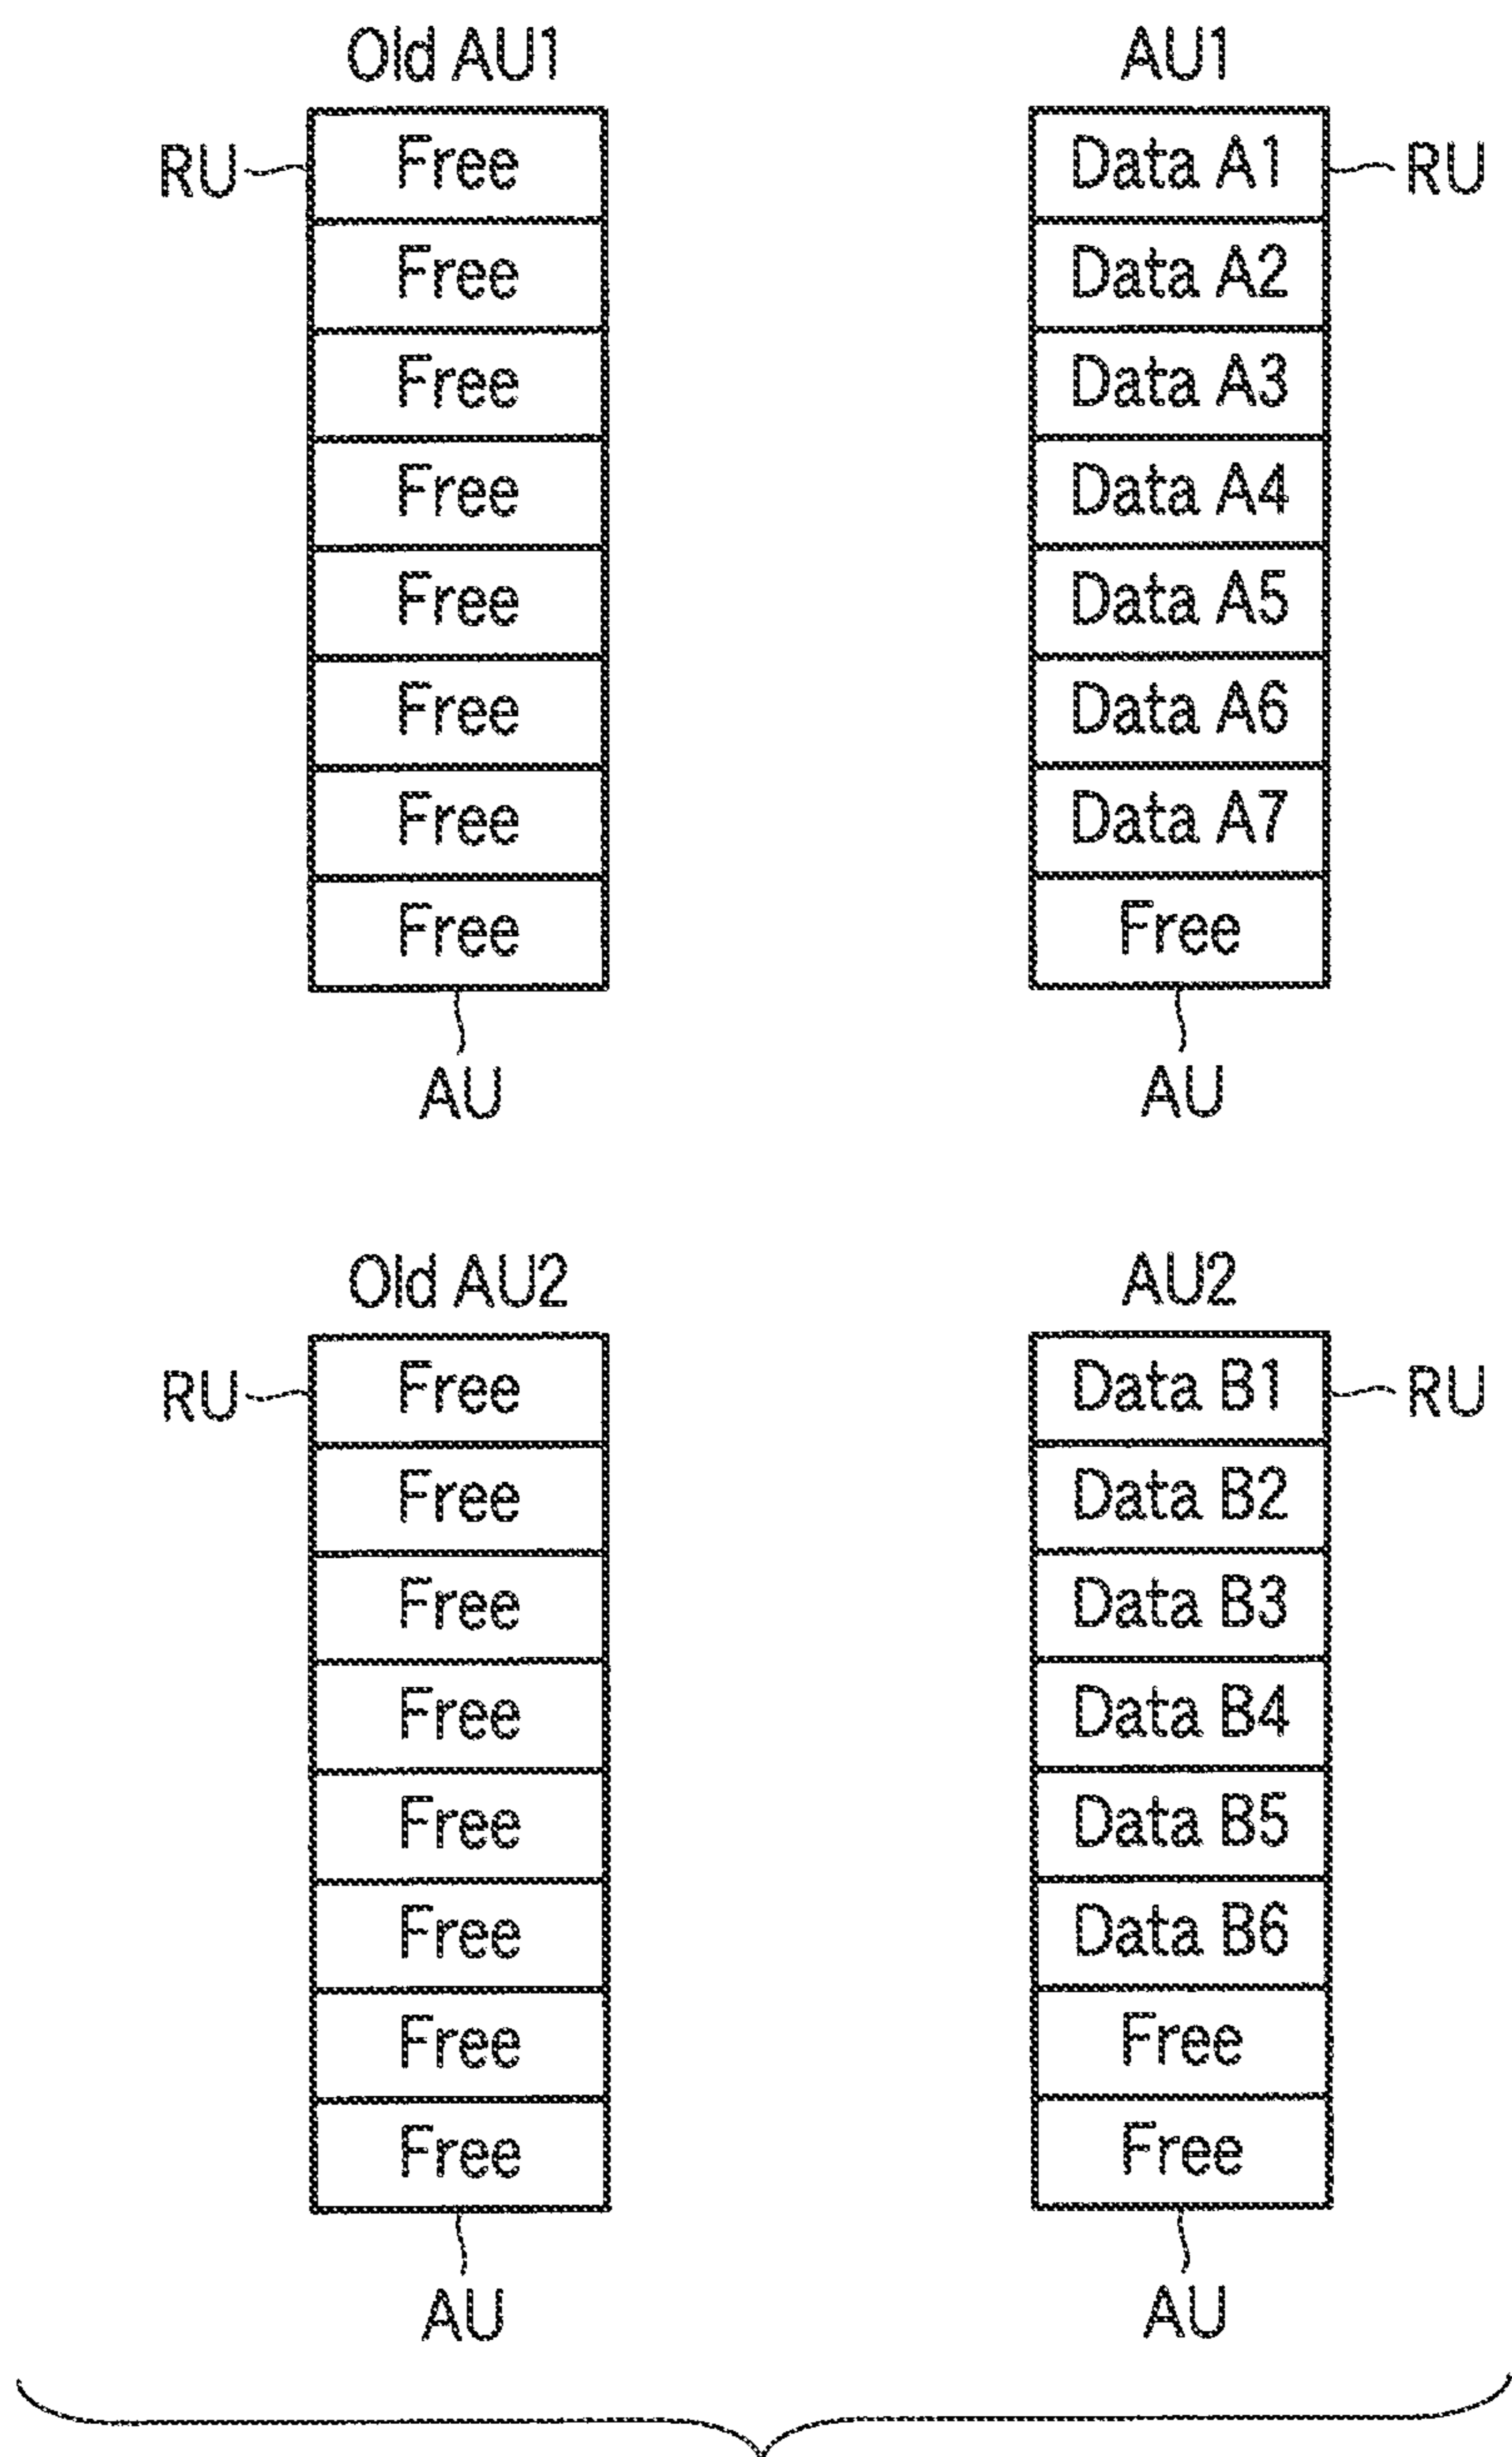 Old AU1
RU
Free
Free
Free
Free
Free
Free
Free
Free
AU
AU1
Data A1
RU
Data A2
Data A3
Data A4
Data A5
Data A6
Data A7
Free
AU
Old AU2
RU
Free
Free
Free
Free
Free
Free
Free
Free
AU
AU2
Data B1
RU
Data B2
Data B3
Data B4
Data B5
Data B6
Free
Free
AU